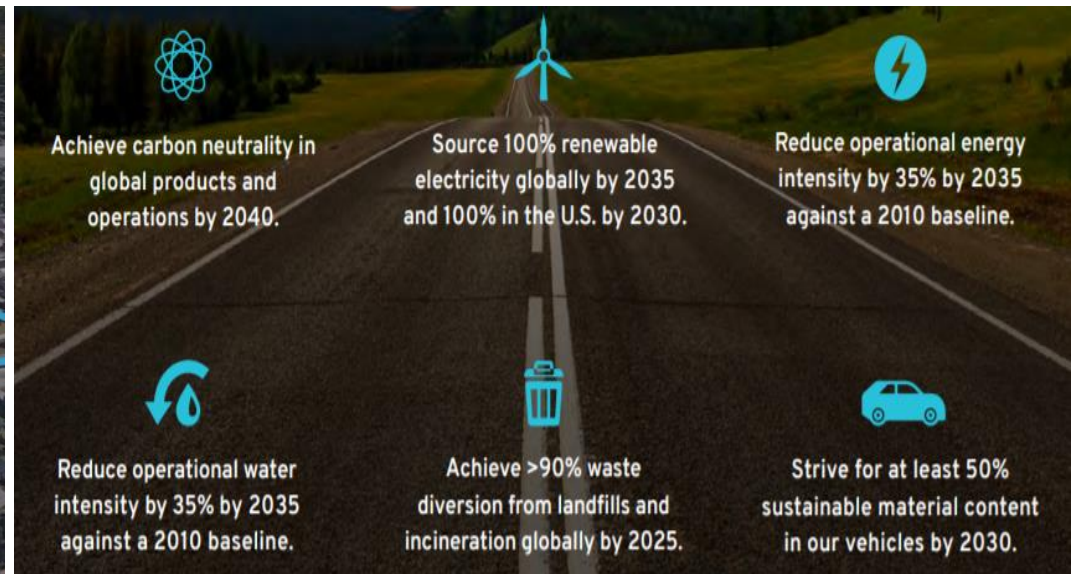 Achieve carbon neutrality in
global products and
operations by 2040.
Source 100% renewable
electricity globally by 2035
and 100% in the U.S. by 2030.
Reduce operational energy
intensity by 35% by 2035
against a 2010 baseline.
Reduce operational water
intensity by 35% by 2035
against a 2010 baseline.
Achieve >90% waste
diversion from landfills and
incineration globally by 2025.
Strive for at least 50%
sustainable material content
in our vehicles by 2030.